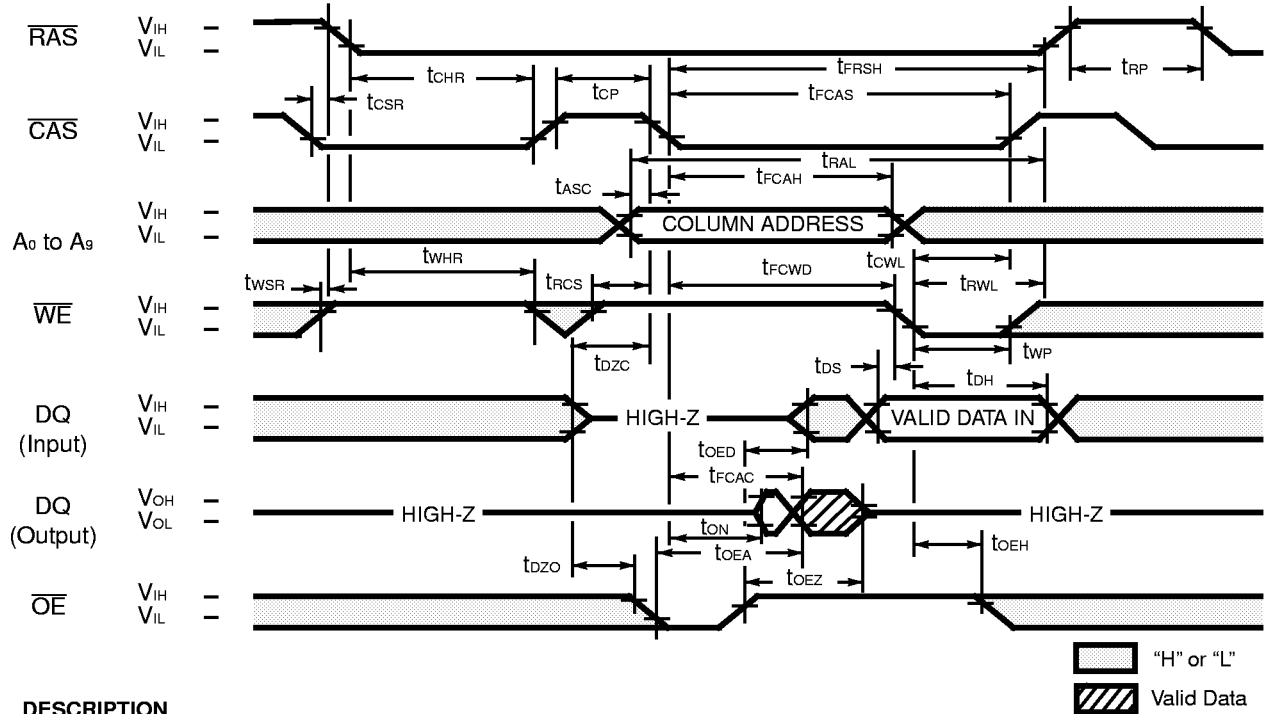 RAS VIH VIL
tCHR tFRSH tRP
tCSR tCP tFCAS
CAS VIH VIL
tRAL
tASC tFCAH
A0 to A9 VIH VIL COLUMN ADDRESS
tWHR tFCWD tCWL
tWSR tRCS tRWL
WE VIH VIL
tDZC tDS tWP
tDH
DQ (Input) VIH VIL HIGH-Z VALID DATA IN
tOED
tFCAC
DQ (Output) VOH VOL HIGH-Z HIGH-Z
tON tOEH
tOEA
tDZO tOEZ
OE VIH VIL
“H” or “L”
Valid Data
DESCRIPTION